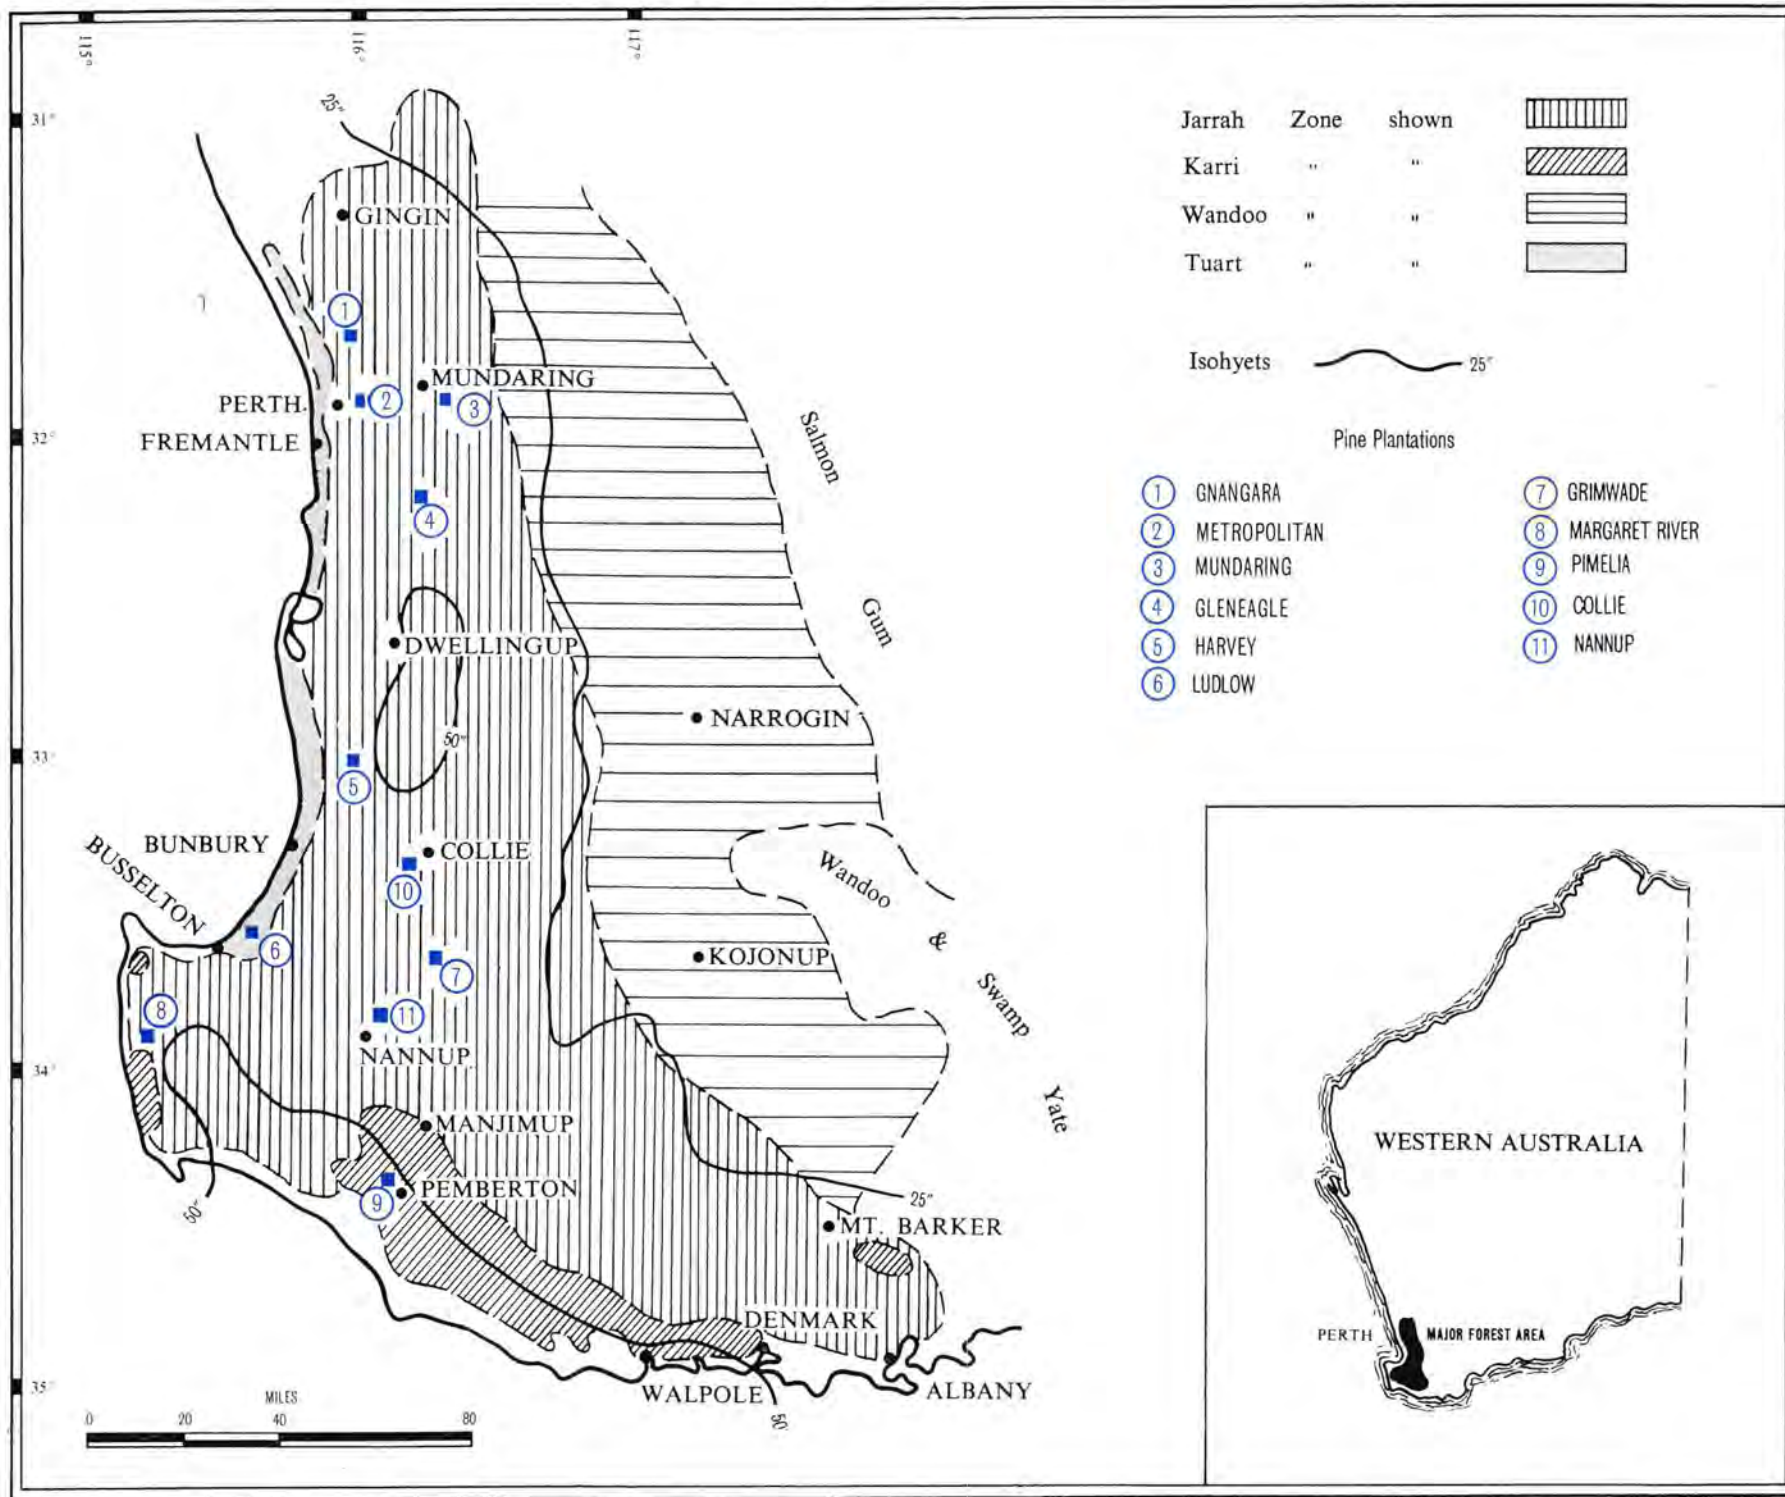 115°
116°
117°
31°
32°
33°
34°
35°
25"
GINGIN
1
MUNDARING
PERTH
2
3
FREMANTLE
4
Salmon
Gum
DWELLINGUP
50"
NARROGIN
5
BUNBURY
COLLIE
BUSSELTON
10
6
7
Wandoo
&
Swamp
Yate
KOJONUP
8
11
NANNUP
MANJIMUP
PEMBERTON
9
50"
25"
MT. BARKER
DENMARK
WALPOLE
ALBANY
50"
MILES
0 20 40 80
Jarrah Zone shown
Karri " "
Wandoo " "
Tuart " "
Isohyets 25"
Pine Plantations
1 GNANGARA
2 METROPOLITAN
3 MUNDARING
4 GLENEAGLE
5 HARVEY
6 LUDLOW
7 GRIMWADE
8 MARGARET RIVER
9 PIMELIA
10 COLLIE
11 NANNUP
WESTERN AUSTRALIA
PERTH
MAJOR FOREST AREA